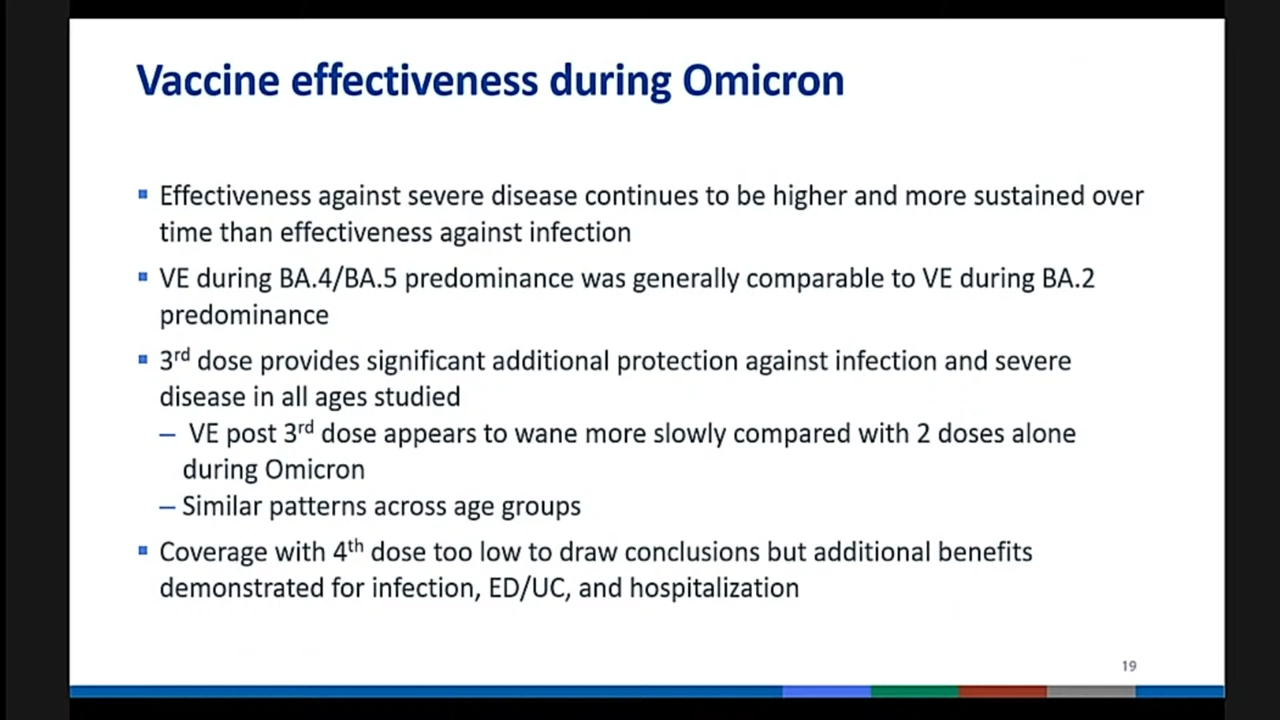 Vaccine effectiveness during Omicron
▪ Effectiveness against severe disease continues to be higher and more sustained over
time than effectiveness against infection
▪ VE during BA.4/BA.5 predominance was generally comparable to VE during BA.2
predominance
▪ 3rd dose provides significant additional protection against infection and severe
disease in all ages studied
– VE post 3rd dose appears to wane more slowly compared with 2 doses alone
during Omicron
– Similar patterns across age groups
▪ Coverage with 4th dose too low to draw conclusions but additional benefits
demonstrated for infection, ED/UC, and hospitalization
19